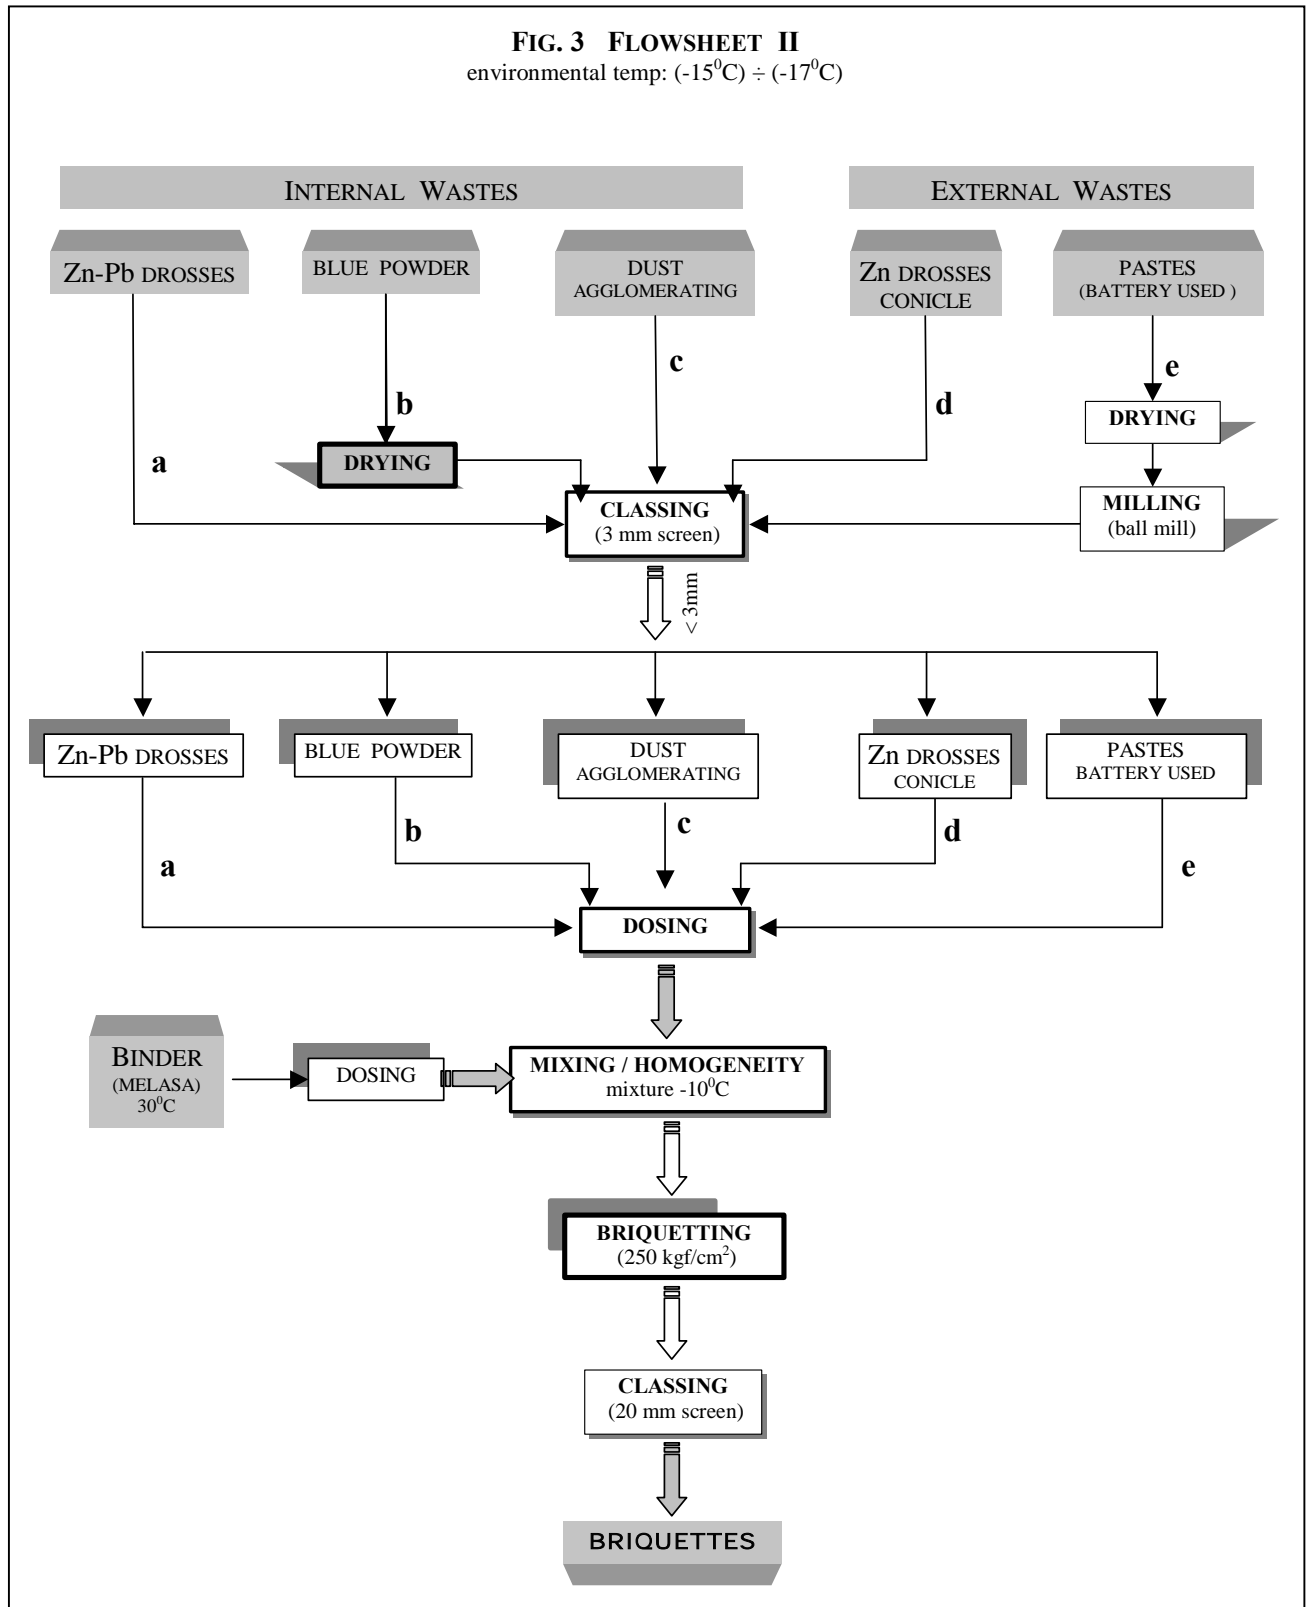 FIG. 3 FLOWSHEET II
environmental temp: (-15⁰C) ÷ (-17⁰C)
INTERNAL WASTES
EXTERNAL WASTES
Zn-Pb DROSSES
BLUE POWDER
DUST
AGGLOMERATING
Zn DROSSES
CONICLE
PASTES
(BATTERY USED )
a
b
c
d
e
DRYING
DRYING
MILLING
(ball mill)
CLASSING
(3 mm screen)
< 3mm
Zn-Pb DROSSES
BLUE POWDER
DUST
AGGLOMERATING
Zn DROSSES
CONICLE
PASTES
BATTERY USED
a
b
c
d
e
DOSING
BINDER
(MELASA)
30⁰C
DOSING
MIXING / HOMOGENEITY
mixture -10⁰C
BRIQUETTING
(250 kgf/cm²)
CLASSING
(20 mm screen)
BRIQUETTES